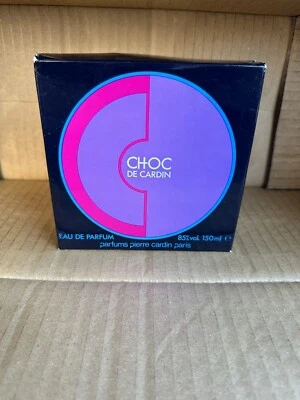 CHOC
DE CARDIN
EAU DE PARFUM 85%vol. 150ml e
parfums pierre cardin paris